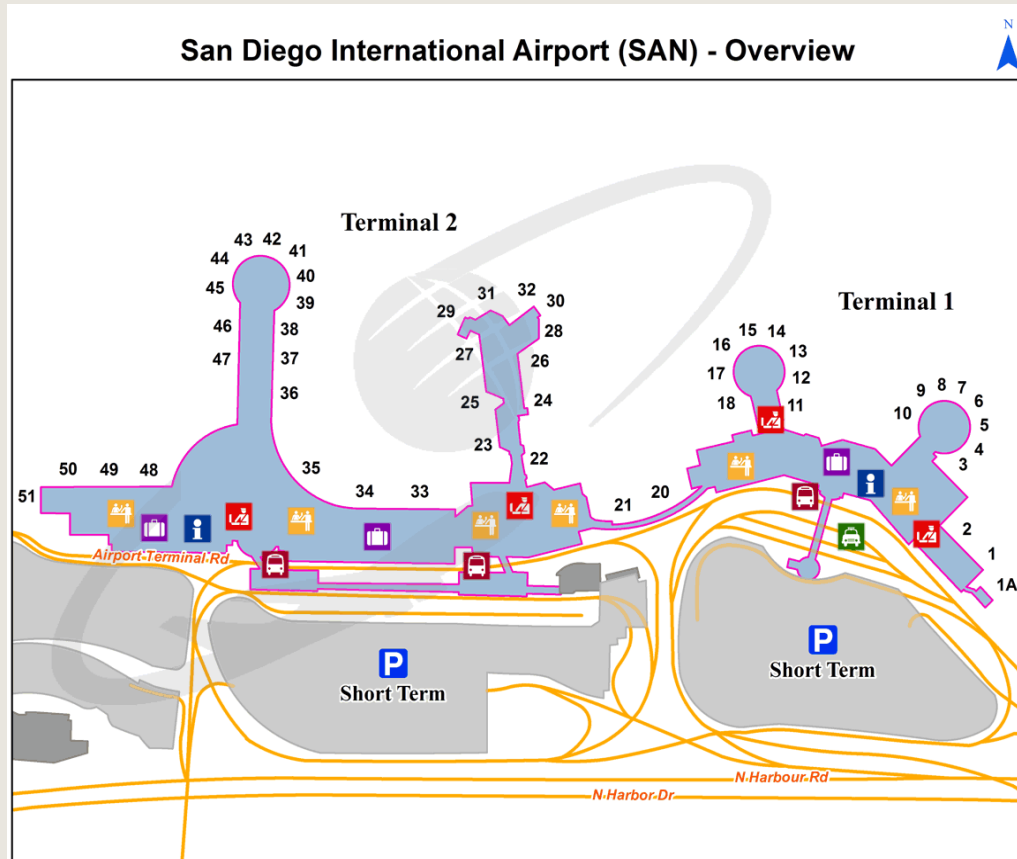 N
San Diego International Airport (SAN) - Overview
Terminal 2
Terminal 1
43 42
44 41
45 40
39
46 38
47 37
36
32
31 30
29 28
27 26
25 24
23 22
15 14
16 13
17 12
18 11
8 7
9 6
10 5
4
3
2
1
1A
50 49 48
51
35
34 33
21 20
i
i
Airport Terminal Rd
P
Short Term
P
Short Term
N Harbour Rd
N Harbor Dr